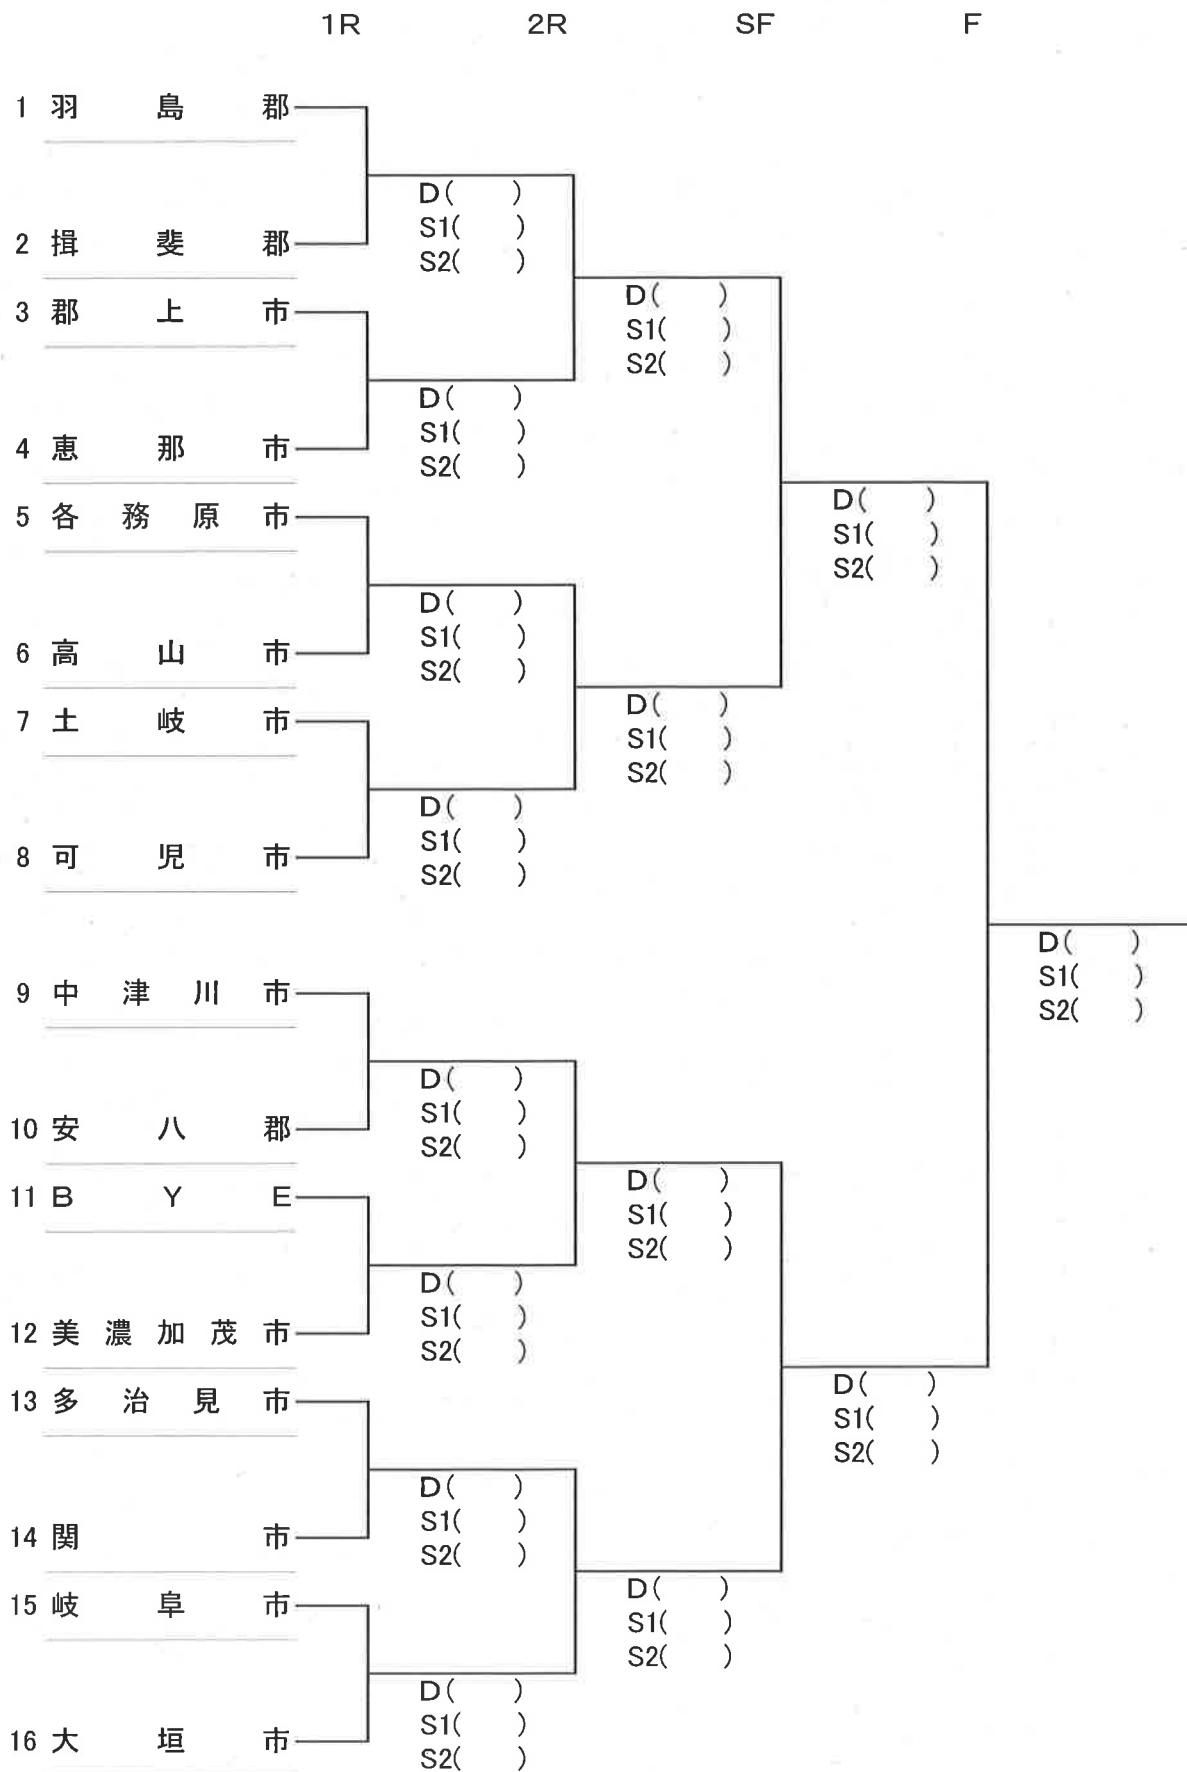 1R 2R SF F
1 羽島郡
D( )
S1( )
2 揖斐郡
S2( )
D( )
3 郡上市
S1( )
S2( )
D( )
S1( )
4 恵那市
S2( )
D( )
5 各務原市
S1( )
S2( )
D( )
S1( )
6 高山市
S2( )
D( )
7 土岐市
S1( )
S2( )
D( )
S1( )
8 可児市
S2( )
D( )
9 中津川市
S1( )
S2( )
D( )
S1( )
10 安八郡
S2( )
D( )
11 BYE
S1( )
S2( )
D( )
S1( )
12 美濃加茂市
S2( )
D( )
13 多治見市
S1( )
S2( )
D( )
S1( )
14 関市
S2( )
D( )
15 岐阜市
S1( )
S2( )
D( )
S1( )
16 大垣市
S2( )